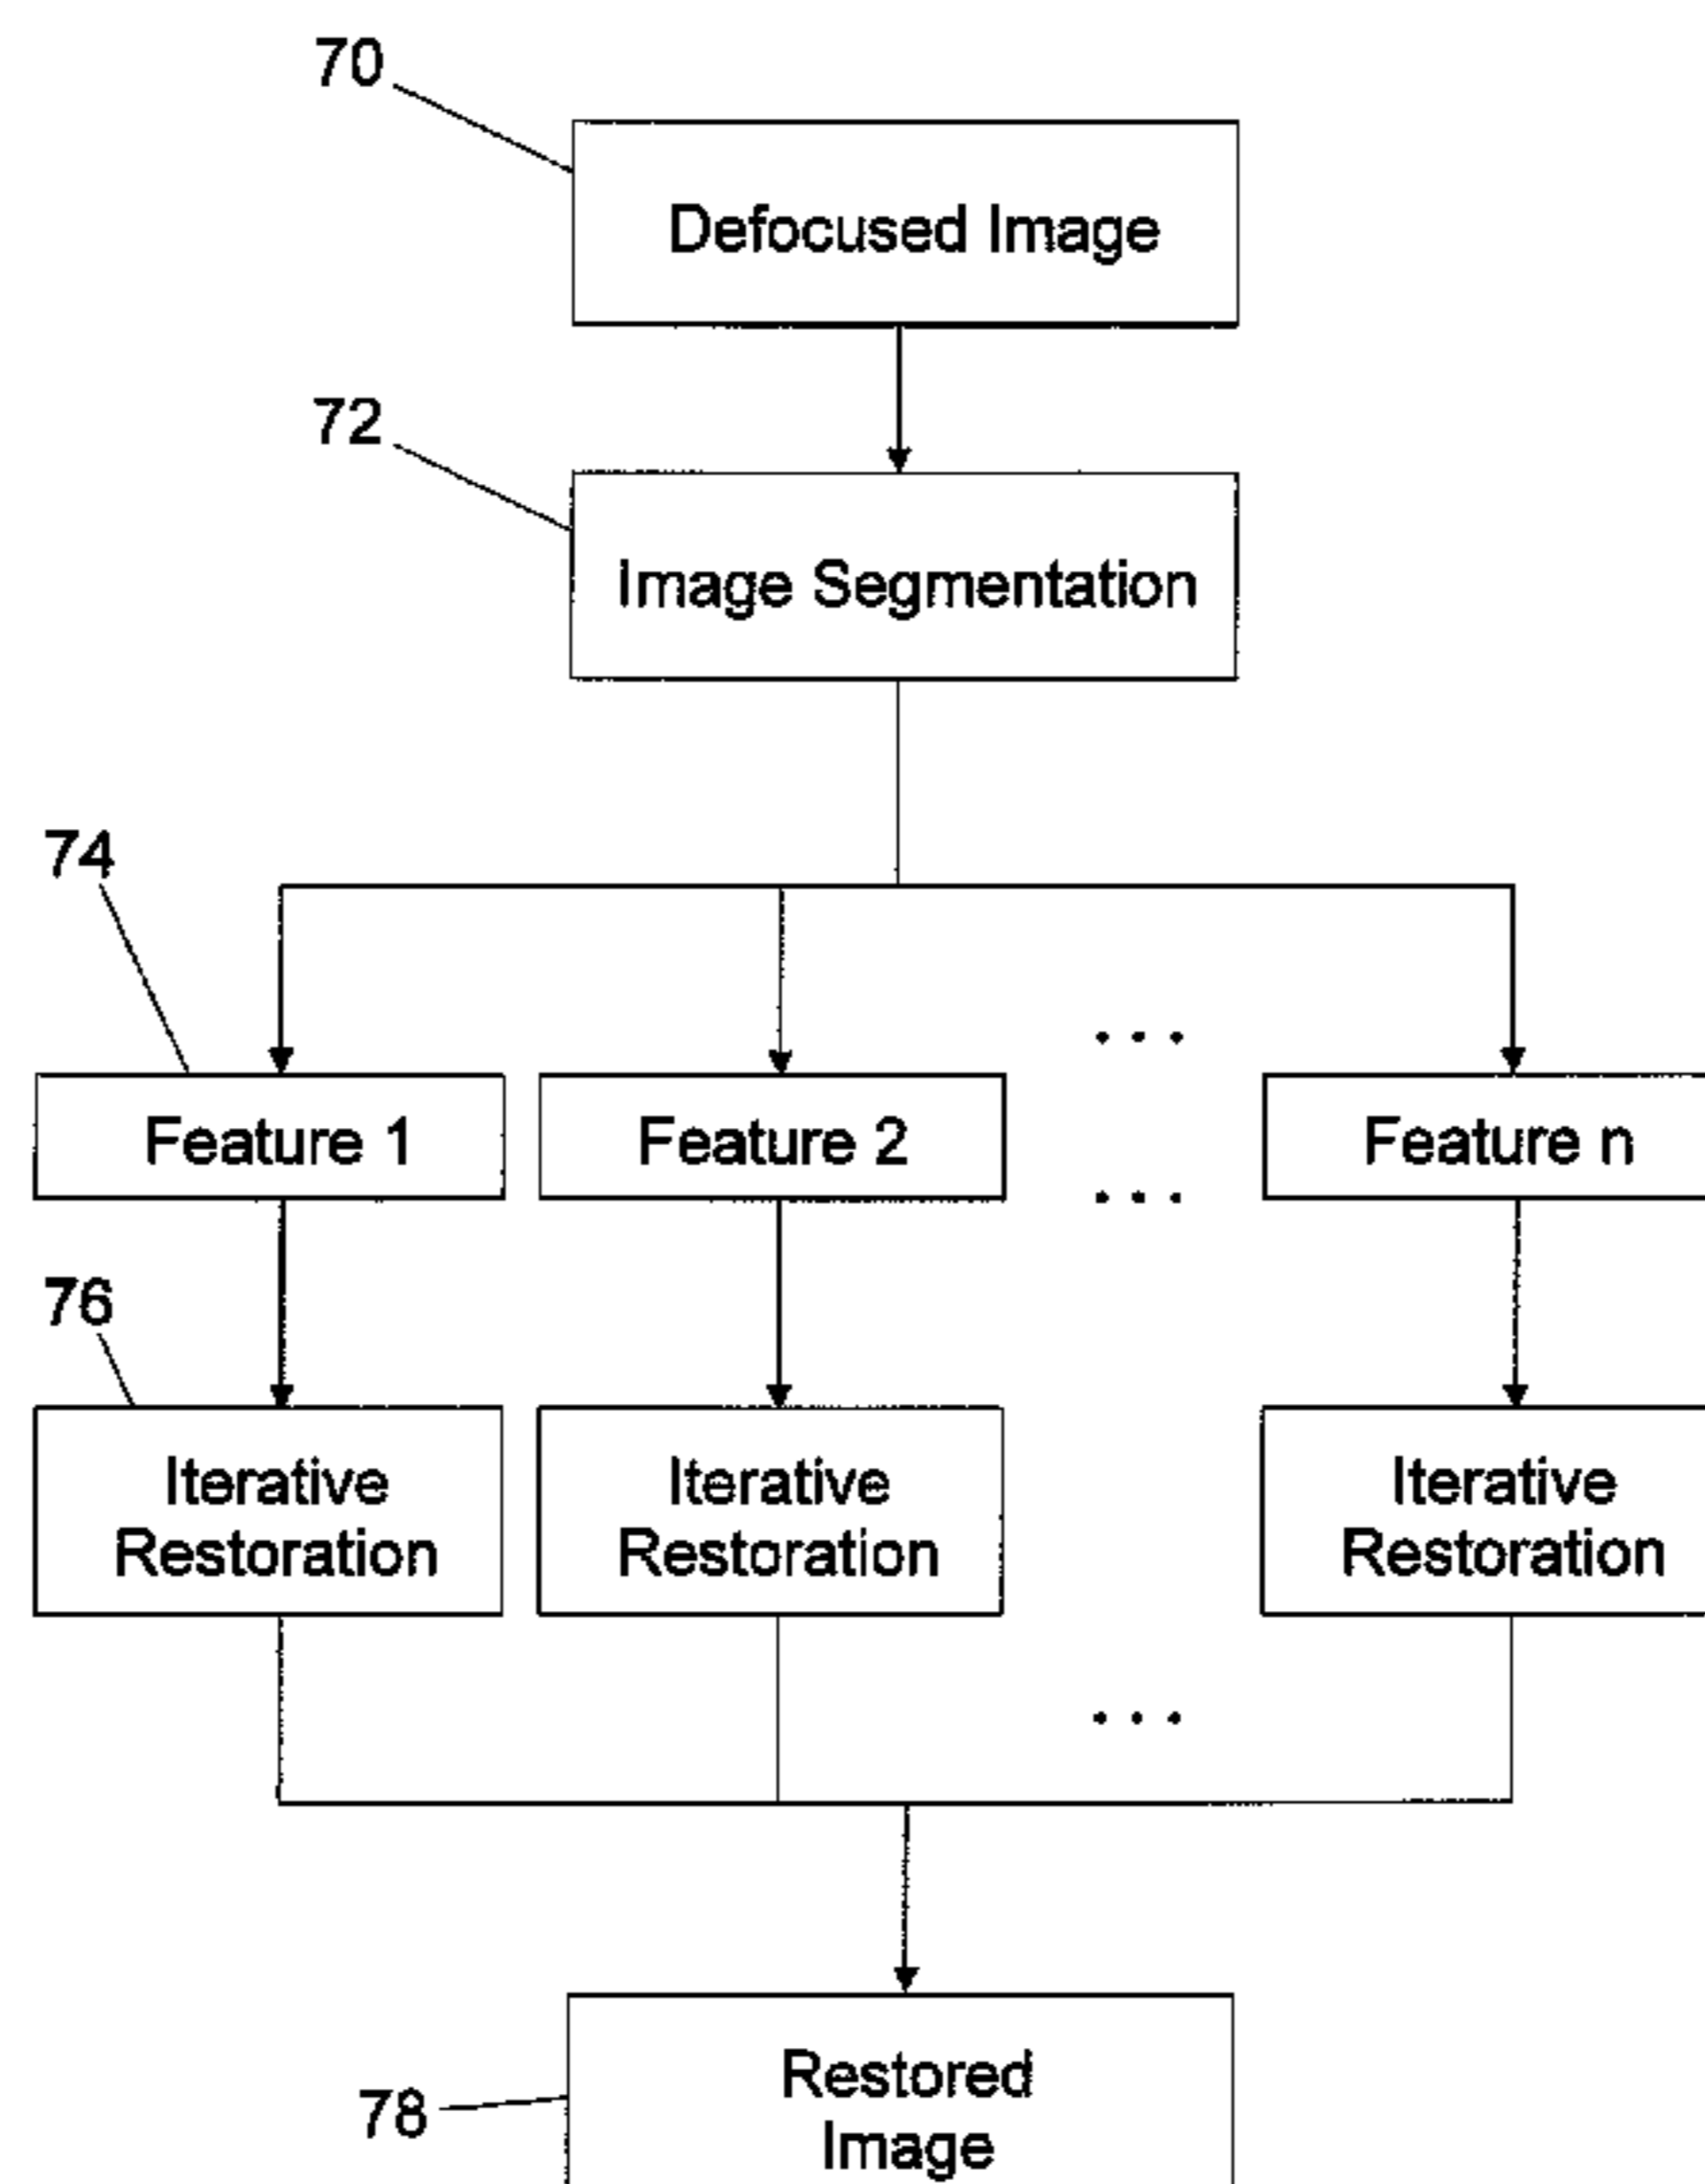 70
Defocused Image
72
Image Segmentation
74
Feature 1
Feature 2
. . .
Feature n
. . .
76
Iterative
Restoration
Iterative
Restoration
Iterative
Restoration
. . .
78
Restored
Image